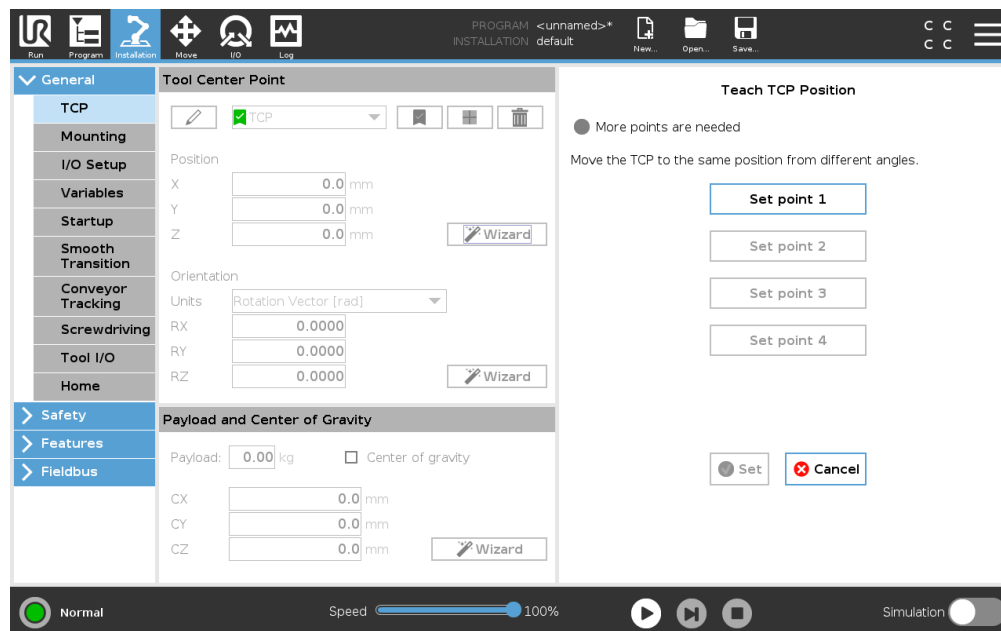 PROGRAM <unnamed>*
INSTALLATION default
UR
Run
Program
Installation
Move
I/O
Log
New...
Open...
Save...
C C
C C
General
TCP
Mounting
I/O Setup
Variables
Startup
Smooth
Transition
Conveyor
Tracking
Screwdriving
Tool I/O
Home
Safety
Features
Fieldbus
Tool Center Point
TCP
Position
X 0.0 mm
Y 0.0 mm
Z 0.0 mm Wizard
Orientation
Units Rotation Vector [rad]
RX 0.0000
RY 0.0000
RZ 0.0000 Wizard
Payload and Center of Gravity
Payload: 0.00 kg Center of gravity
CX 0.0 mm
CY 0.0 mm
CZ 0.0 mm Wizard
Teach TCP Position
More points are needed
Move the TCP to the same position from different angles.
Set point 1
Set point 2
Set point 3
Set point 4
Set Cancel
Normal
Speed 100%
Simulation